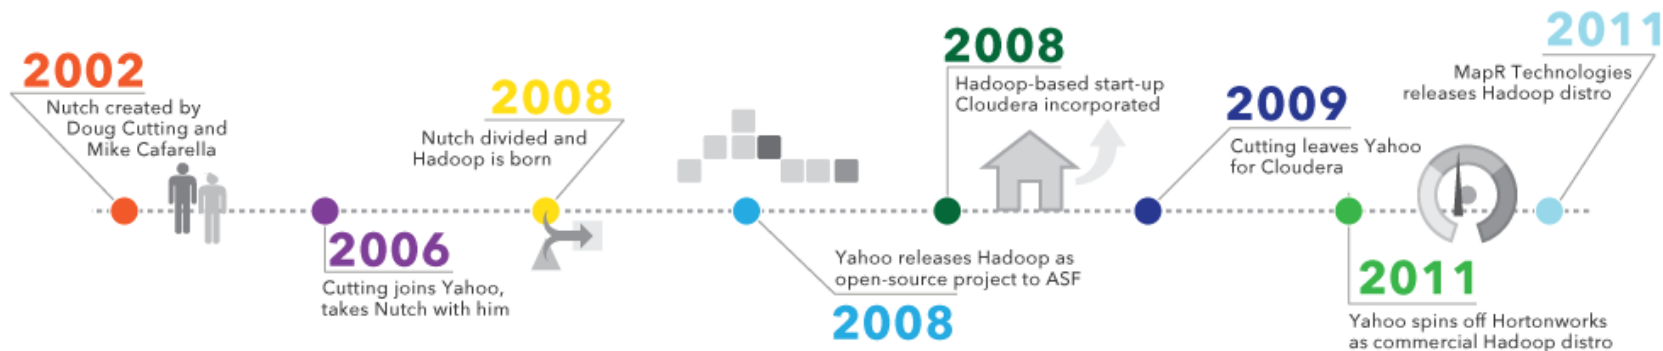 2002
Nutch created by
Doug Cutting and
Mike Cafarella
2006
Cutting joins Yahoo,
takes Nutch with him
2008
Nutch divided and
Hadoop is born
Yahoo releases Hadoop as
open-source project to ASF
2008
2008
Hadoop-based start-up
Cloudera incorporated
2009
Cutting leaves Yahoo
for Cloudera
2011
Yahoo spins off Hortonworks
as commercial Hadoop distro
2011
MapR Technologies
releases Hadoop distro